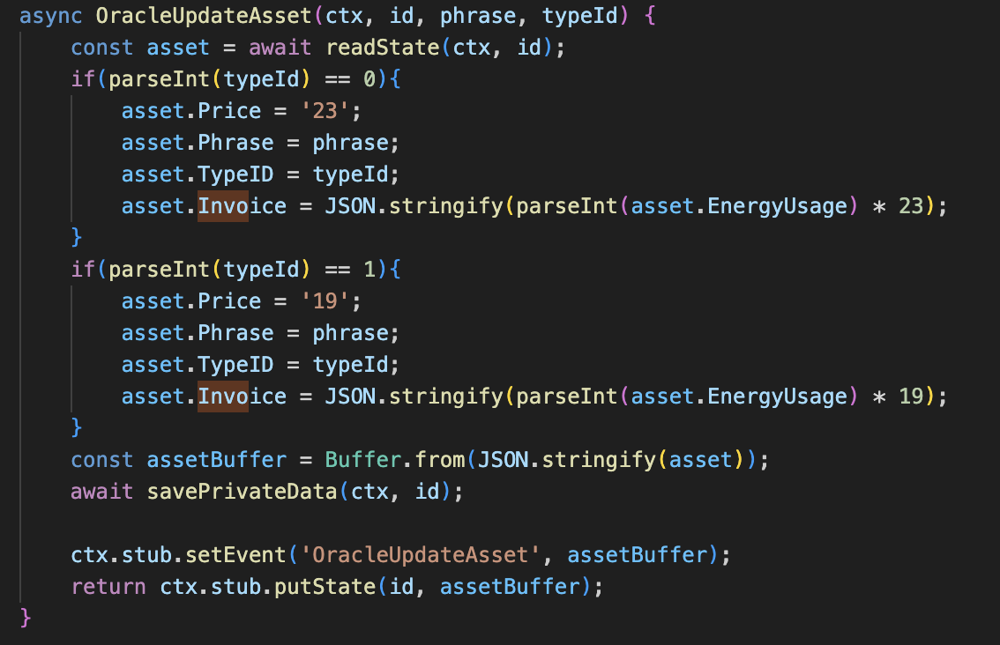 async OracleUpdateAsset(ctx, id, phrase, typeId) {
    const asset = await readState(ctx, id);
    if(parseInt(typeId) == 0){
        asset.Price = '23';
        asset.Phrase = phrase;
        asset.TypeID = typeId;
        asset.Invoice = JSON.stringify(parseInt(asset.EnergyUsage) * 23);
    }
    if(parseInt(typeId) == 1){
        asset.Price = '19';
        asset.Phrase = phrase;
        asset.TypeID = typeId;
        asset.Invoice = JSON.stringify(parseInt(asset.EnergyUsage) * 19);
    }
    const assetBuffer = Buffer.from(JSON.stringify(asset));
    await savePrivateData(ctx, id);

    ctx.stub.setEvent('OracleUpdateAsset', assetBuffer);
    return ctx.stub.putState(id, assetBuffer);
}